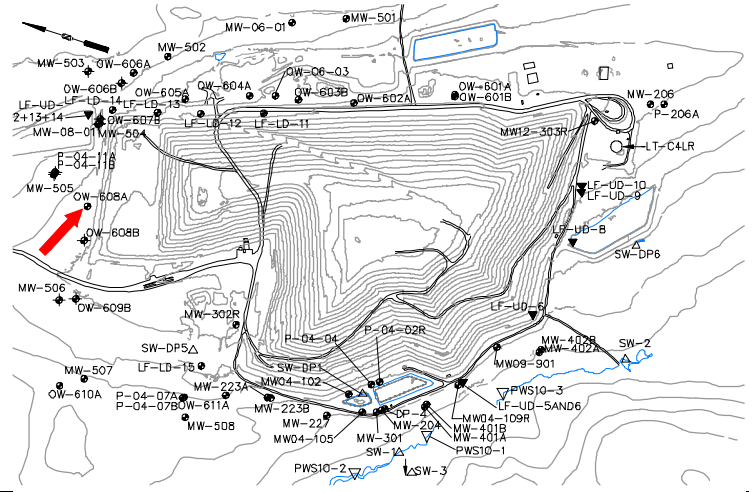 MW-501
MW-06-01
MW-502
MW-503
OW-606A
OW-06-03
OW-606B
OW-605A
OW-604A
OW-603B
OW-602A
OW-601A
OW-601B
MW-206
P-206A
LF-UD-
2+13+14
LF-LD-14
LF-LD-13
OW-607B
LF-LD-12
LF-LD-11
MW-08-01
MW-504
MW12-303R
LT-C4LR
P-04-11A
P-04-11B
MW-505
OW-608A
LF-UD-10
LF-UD-9
OW-608B
LF-UD-8
SW-DP6
MW-506
OW-609B
MW-302R
LF-UD-6
P-04-04
P-04-02R
SW-DP5
MW-402B
MW-402A
SW-2
LF-LD-15
SW-DP1
MW09-901
MW-507
MW04-102
OW-610A
MW-223A
PWS10-3
P-04-07A
P-04-07B
OW-611A
MW-223B
DP-4
LF-UD-5AND6
MW-508
MW-227
MW-204
MW04-109R
MW04-105
MW-301
MW-401B
MW-401A
SW-1
PWS10-1
PWS10-2
SW-3